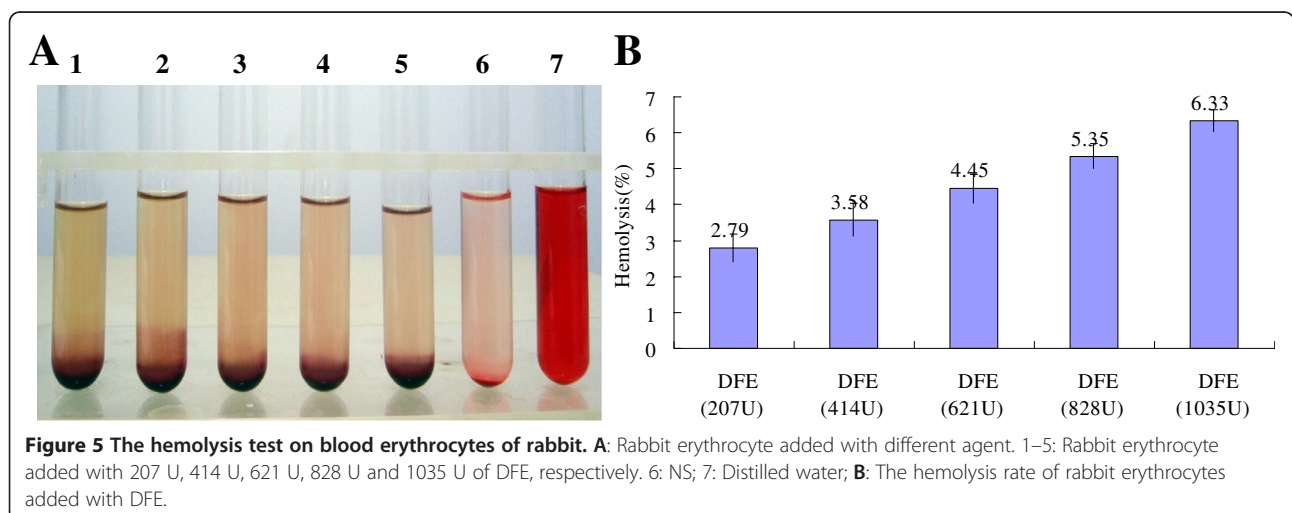 A
1 2 3 4 5 6 7
B
Hemolysis(%)
7
6
5
4
3
2
1
0
2.79
3.58
4.45
5.35
6.33
DFE DFE DFE DFE DFE
(207U) (414U) (621U) (828U) (1035U)
Figure 5 The hemolysis test on blood erythrocytes of rabbit. A: Rabbit erythrocyte added with different agent. 1–5: Rabbit erythrocyte
added with 207 U, 414 U, 621 U, 828 U and 1035 U of DFE, respectively. 6: NS; 7: Distilled water; B: The hemolysis rate of rabbit erythrocytes
added with DFE.